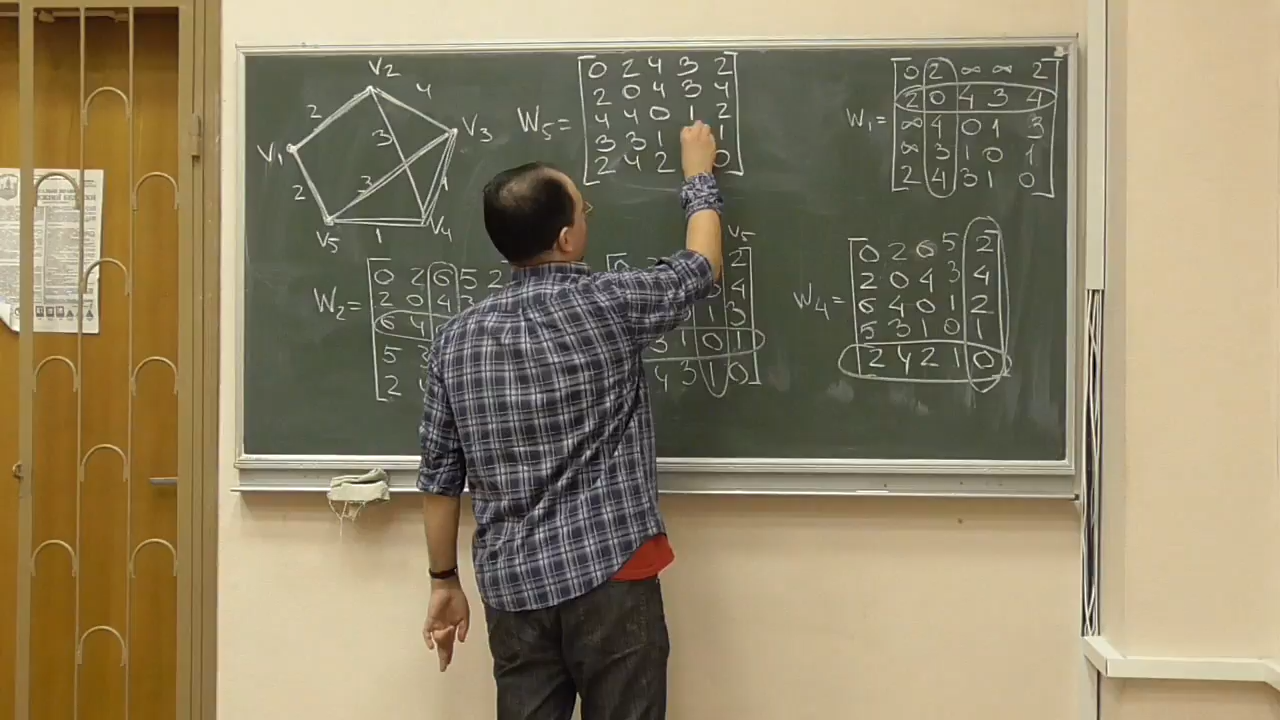 V2
2
4
V1
3
V3
3
2
1
V5
1
V4
W5=
0 2 4 3 2
2 0 4 3 4
4 4 0 1 2
3 3 1 1
2 4 2 0
W1=
0 2 ∞ ∞ 2
2 0 4 3 4
∞ 4 0 1 3
∞ 3 1 0 1
2 4 3 1 0
W2=
0 2 6 5 2
2 0 4
6 4
5 3
2
V5
2
4
1 3
1 0 1
4 3 1 0
W4=
0 2 6 5 2
2 0 4 3 4
6 4 0 1 2
5 3 1 0 1
2 4 2 1 0